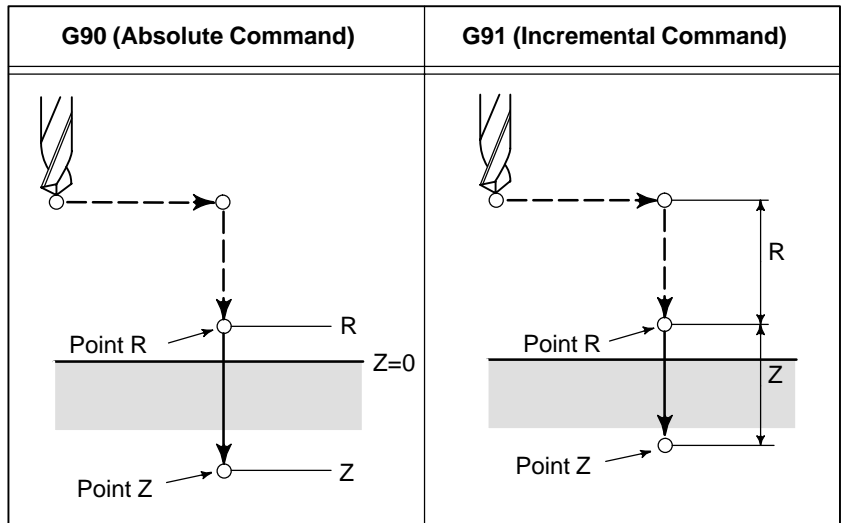 G90 (Absolute Command)
G91 (Incremental Command)
R
Point R
Z=0
Point Z
Z
R
Point R
Z
Point Z